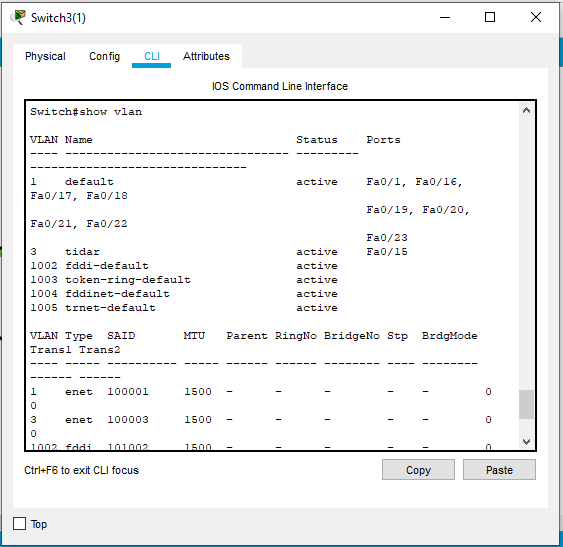 Switch3(1)
Physical Config CLI Attributes
IOS Command Line Interface
Switch#show vlan
VLAN Name Status Ports
---- -------------------------------- ---------
-------------------------------
1 default active Fa0/1, Fa0/16,
Fa0/17, Fa0/18
Fa0/19, Fa0/20,
Fa0/21, Fa0/22
Fa0/23
3 tidar active Fa0/15
1002 fddi-default active
1003 token-ring-default active
1004 fddinet-default active
1005 trnet-default active
VLAN Type SAID MTU Parent RingNo BridgeNo Stp BrdgMode
Trans1 Trans2
---- ----- ---------- ----- ------ ------ -------- ---- --------
------ ------
1 enet 100001 1500 - - - - - 0
0
3 enet 100003 1500 - - - - - 0
0
1002 fddi 101002 1500 - - - - - 0
Ctrl+F6 to exit CLI focus
Copy Paste
Top